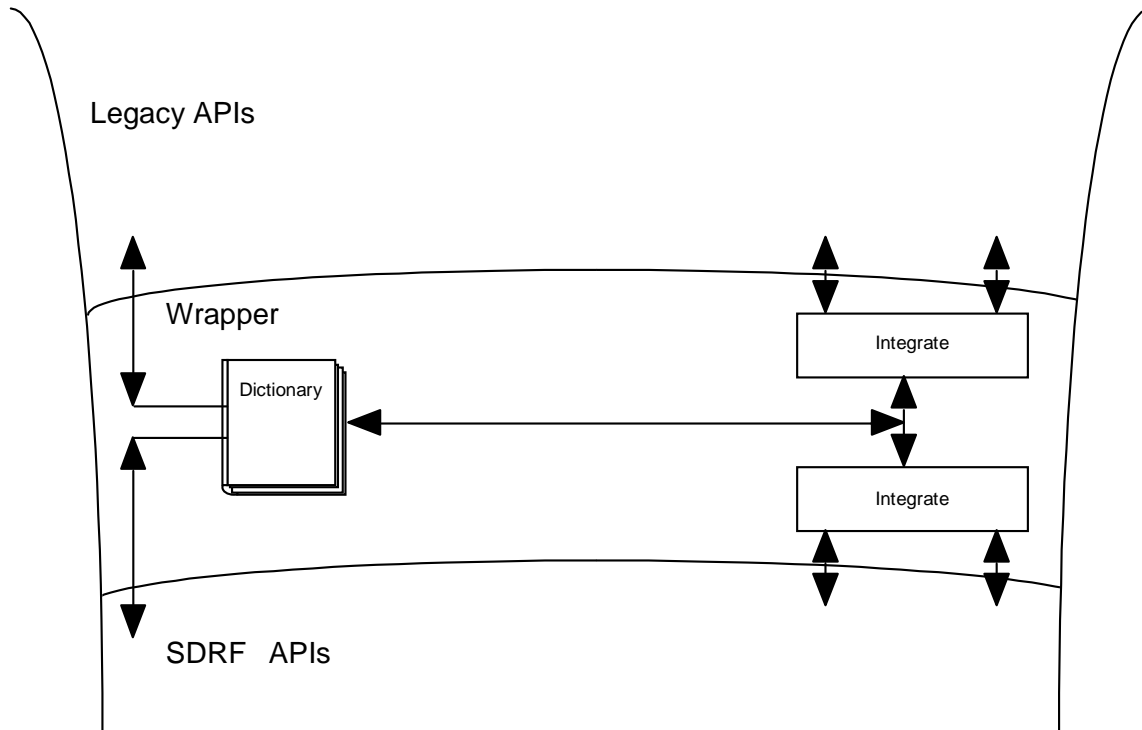 Legacy APIs
Wrapper
Integrate
Dictionary
Integrate
SDRF APIs